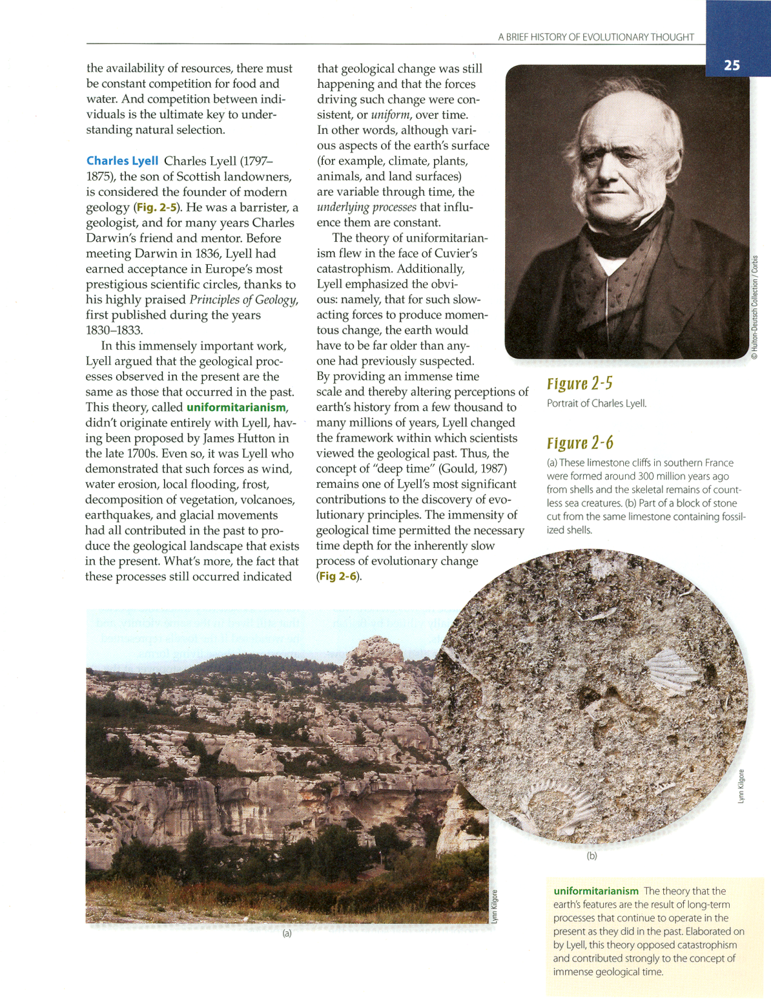 A BRIEF HISTORY OF EVOLUTIONARY THOUGHT
25
the availability of resources, there must
be constant competition for food and
water. And competition between indi-
viduals is the ultimate key to under-
standing natural selection.
Charles Lyell Charles Lyell (1797–
1875), the son of Scottish landowners,
is considered the founder of modern
geology (Fig. 2-5). He was a barrister, a
geologist, and for many years Charles
Darwin's friend and mentor. Before
meeting Darwin in 1836, Lyell had
earned acceptance in Europe's most
prestigious scientific circles, thanks to
his highly praised Principles of Geology,
first published during the years
1830–1833.
In this immensely important work,
Lyell argued that the geological proc-
esses observed in the present are the
same as those that occurred in the past.
This theory, called uniformitarianism,
didn't originate entirely with Lyell, hav-
ing been proposed by James Hutton in
the late 1700s. Even so, it was Lyell who
demonstrated that such forces as wind,
water erosion, local flooding, frost,
decomposition of vegetation, volcanoes,
earthquakes, and glacial movements
had all contributed in the past to pro-
duce the geological landscape that exists
in the present. What's more, the fact that
these processes still occurred indicated
that geological change was still
happening and that the forces
driving such change were con-
sistent, or uniform, over time.
In other words, although vari-
ous aspects of the earth's surface
(for example, climate, plants,
animals, and land surfaces)
are variable through time, the
underlying processes that influ-
ence them are constant.
The theory of uniformitarian-
ism flew in the face of Cuvier's
catastrophism. Additionally,
Lyell emphasized the obvi-
ous: namely, that for such slow-
acting forces to produce momen-
tous change, the earth would
have to be far older than any-
one had previously suspected.
By providing an immense time
scale and thereby altering perceptions of
earth's history from a few thousand to
many millions of years, Lyell changed
the framework within which scientists
viewed the geological past. Thus, the
concept of "deep time" (Gould, 1987)
remains one of Lyell's most significant
contributions to the discovery of evo-
lutionary principles. The immensity of
geological time permitted the necessary
time depth for the inherently slow
process of evolutionary change
(Fig 2-6).
© Hulton-Deutsch Collection / Corbis
Figure 2-5
Portrait of Charles Lyell.
Figure 2-6
(a) These limestone cliffs in southern France
were formed around 300 million years ago
from shells and the skeletal remains of count-
less sea creatures. (b) Part of a block of stone
cut from the same limestone containing fossil-
ized shells.
Lynn Kilgore
(a)
Lynn Kilgore
(b)
uniformitarianism The theory that the
earth's features are the result of long-term
processes that continue to operate in the
present as they did in the past. Elaborated on
by Lyell, this theory opposed catastrophism
and contributed strongly to the concept of
immense geological time.